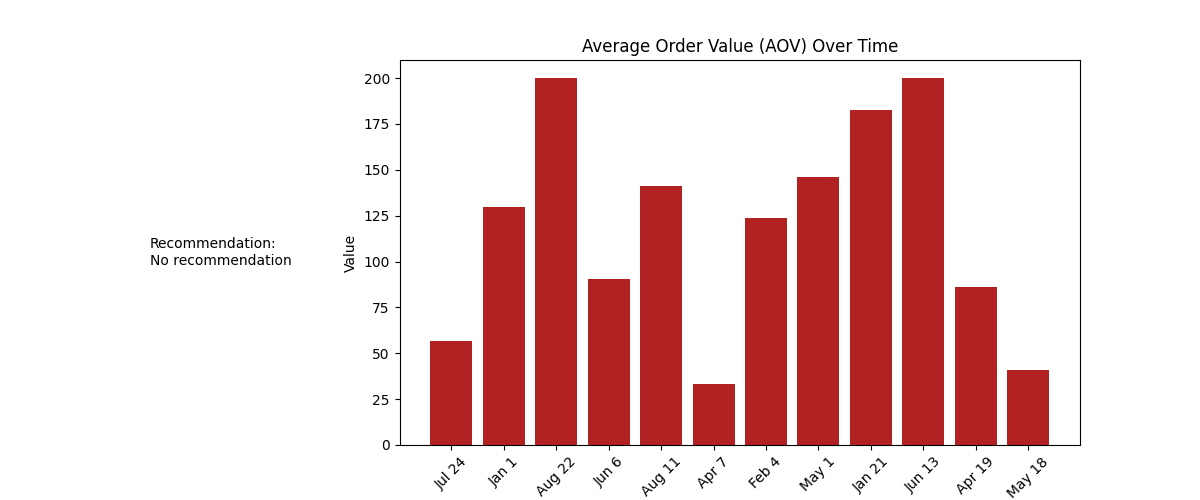 Average Order Value (AOV) Over Time
Recommendation:
No recommendation
Value
200
175
150
125
100
75
50
25
0
Jul 24
Jan 1
Aug 22
Jun 6
Aug 11
Apr 7
Feb 4
May 1
Jan 21
Jun 13
Apr 19
May 18